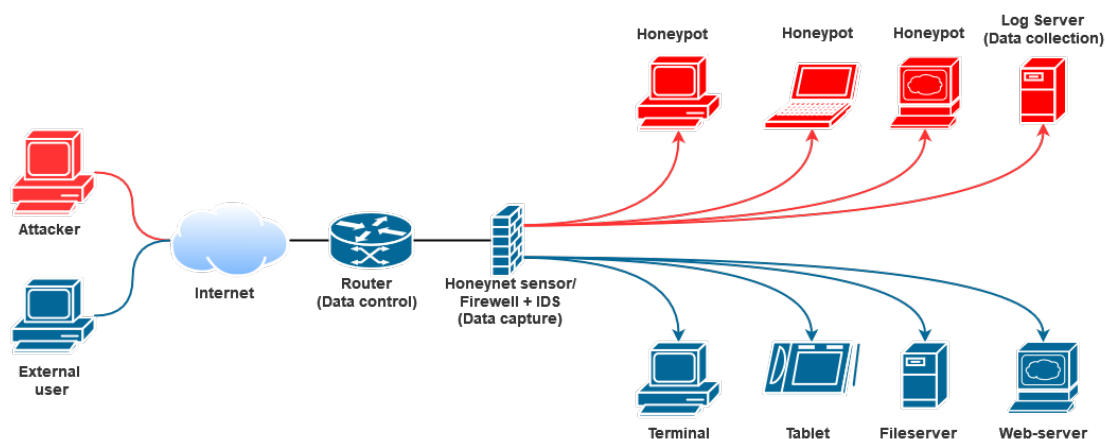 Honeypot
Honeypot
Honeypot
Log Server
(Data collection)
Attacker
Internet
Router
(Data control)
Honeynet sensor/
Firewell + IDS
(Data capture)
External
user
Terminal
Tablet
Fileserver
Web-server